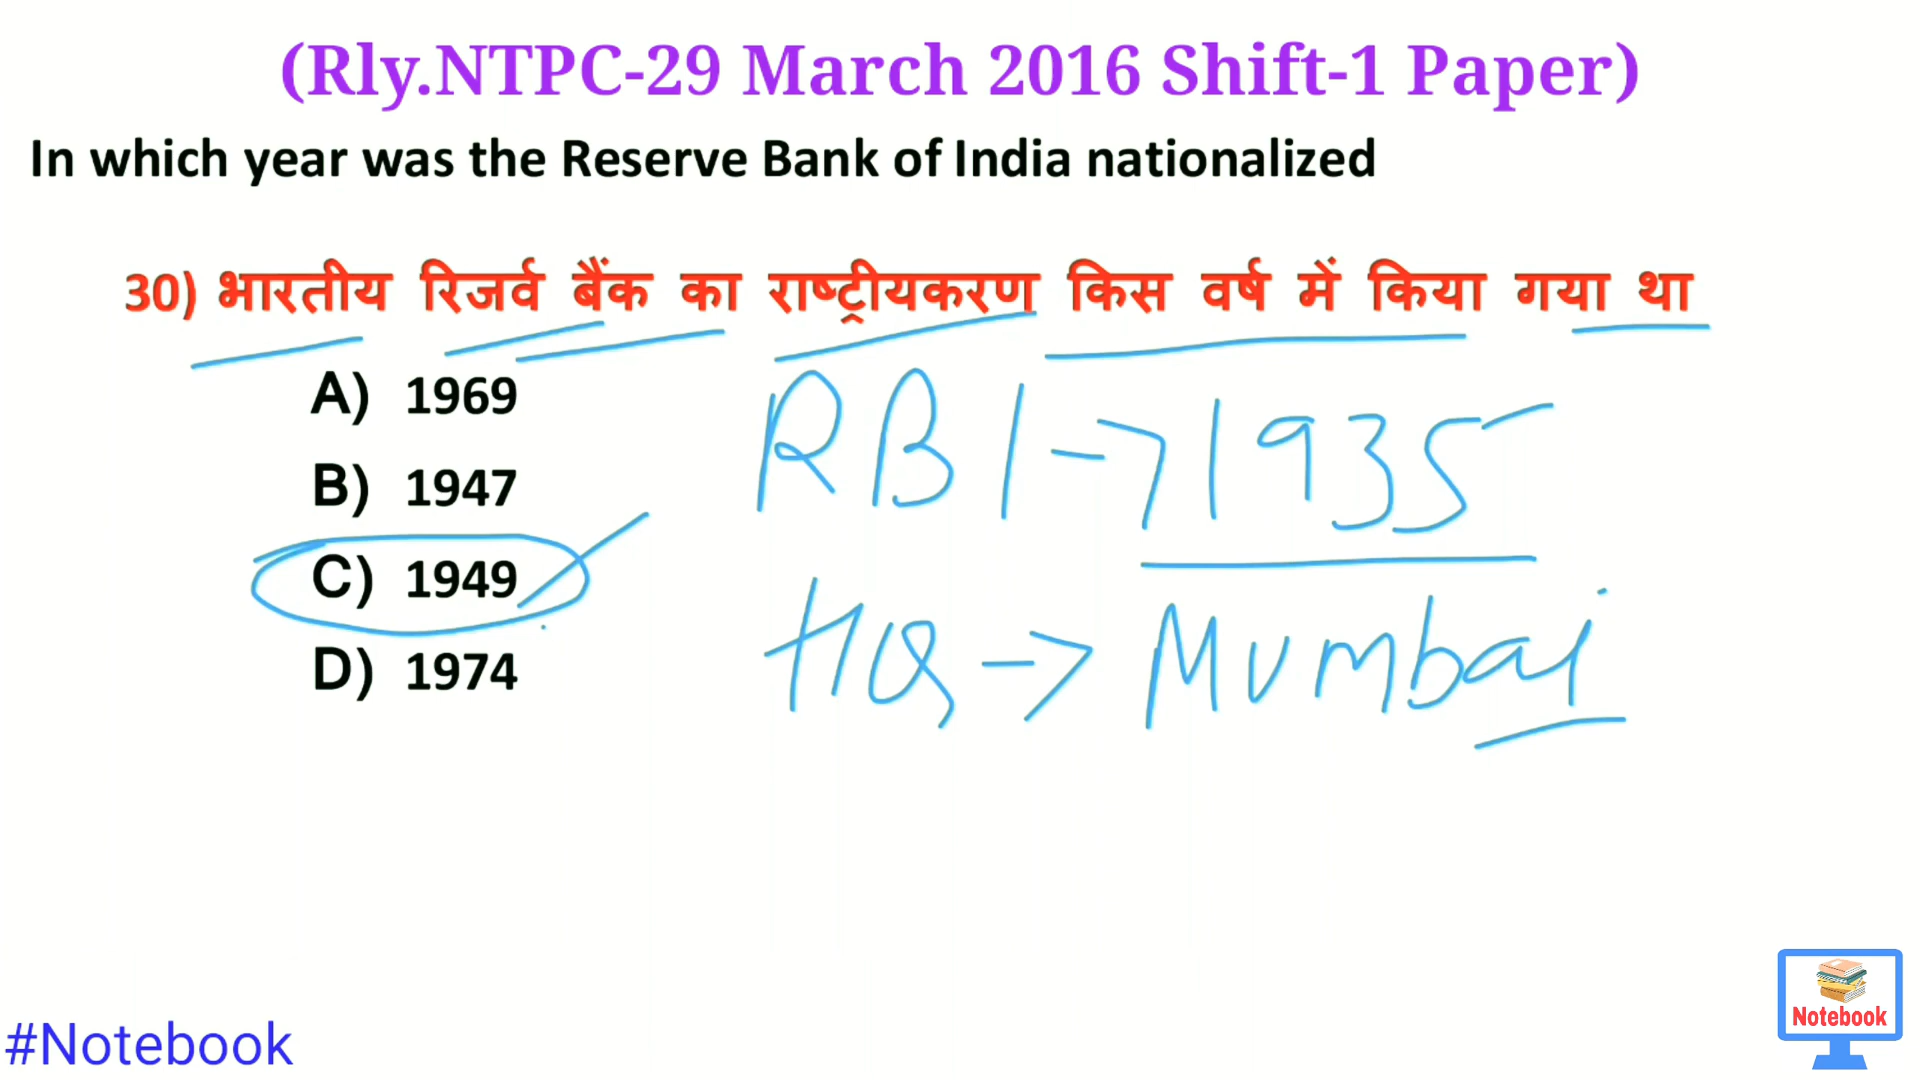 (Rly.NTPC-29 March 2016 Shift-1 Paper)
In which year was the Reserve Bank of India nationalized
30) भारतीय रिजर्व बैंक का राष्ट्रीयकरण किस वर्ष में किया गया था
A) 1969
B) 1947
C) 1949
D) 1974
RBI → 1935
HQ → Mumbai
#Notebook
Notebook